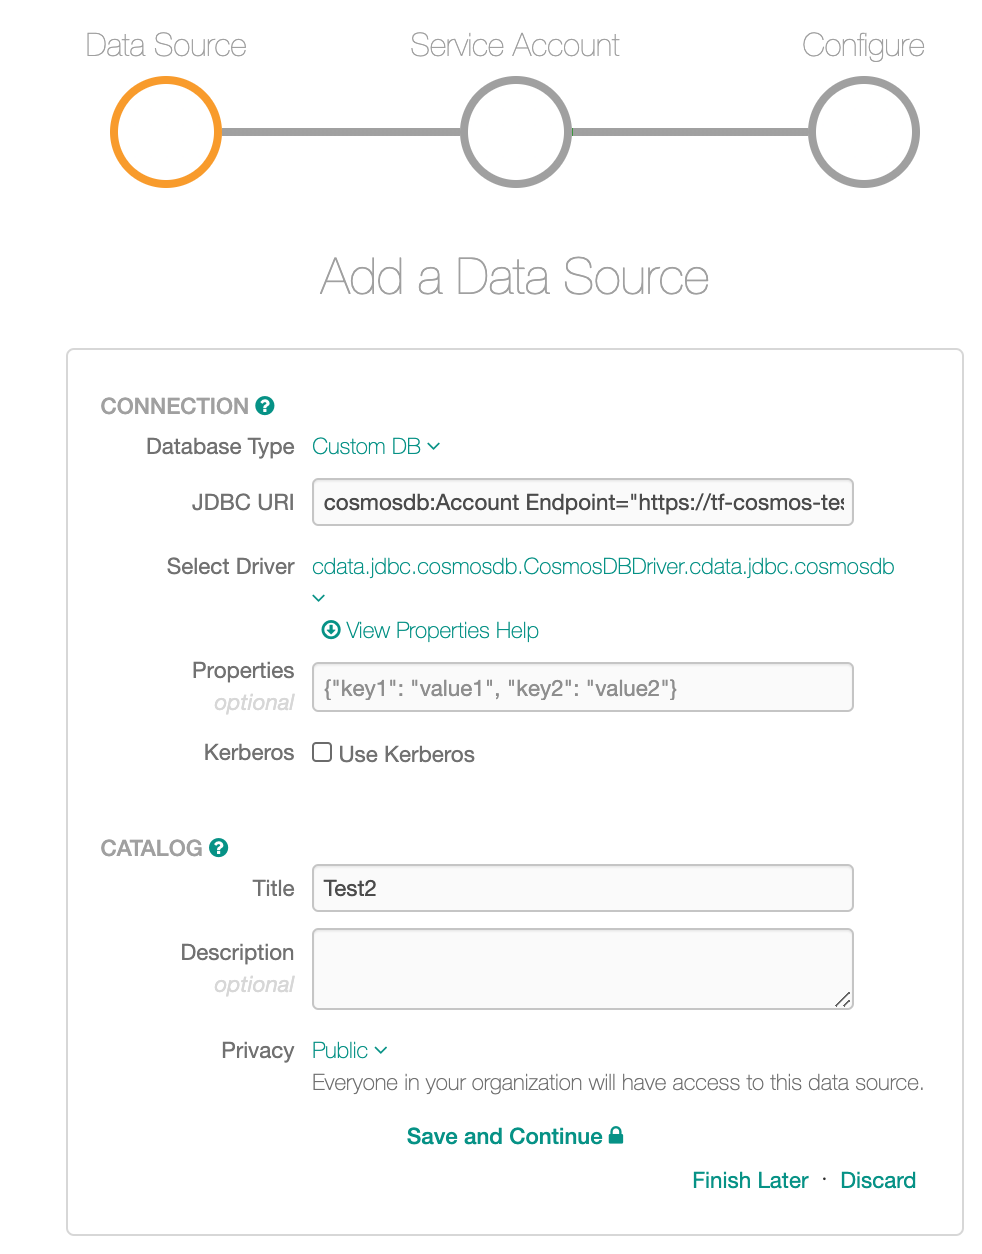 Data Source Service Account Configure
Add a Data Source
CONNECTION ?
Database Type Custom DB
JDBC URI cosmosdb:Account Endpoint="https://tf-cosmos-tes
Select Driver cdata.jdbc.cosmosdb.CosmosDBDriver.cdata.jdbc.cosmosdb
View Properties Help
Properties {"key1": "value1", "key2": "value2"}
optional
Kerberos Use Kerberos
CATALOG ?
Title Test2
Description
optional
Privacy Public
Everyone in your organization will have access to this data source.
Save and Continue
Finish Later · Discard